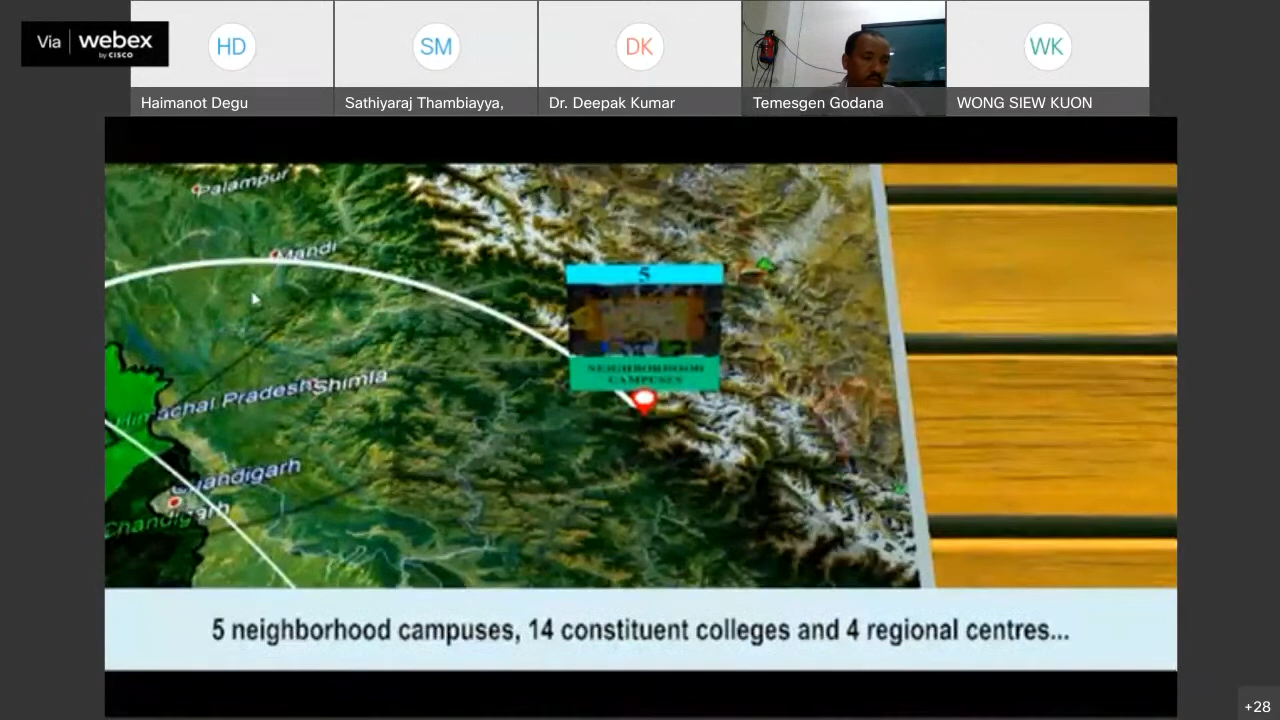 Via webex
by CISCO
HD
SM
DK
WK
Haimanot Degu
Sathiyaraj Thambiayya,
Dr. Deepak Kumar
Temesgen Godana
WONG SIEW KUON
Palampur
Mandi
5
NEIGHBORHOOD
CAMPUSES
Himachal Pradesh
Shimla
Chandigarh
Chandigarh
5 neighborhood campuses, 14 constituent colleges and 4 regional centres...
+28